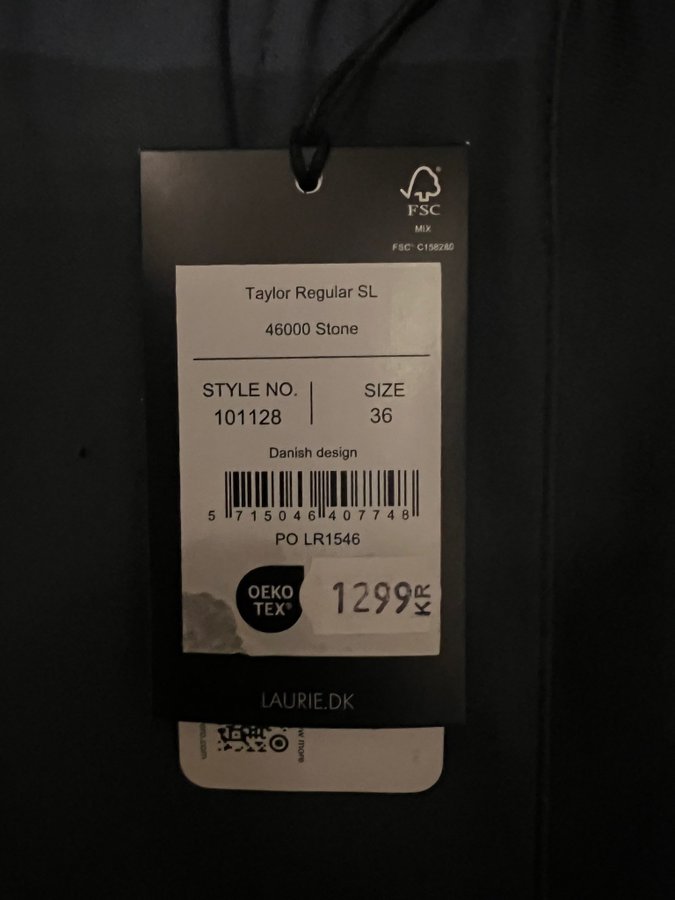 FSC®
MIX
FSC® C158280
Taylor Regular SL
46000 Stone
STYLE NO.
101128
SIZE
36
Danish design
5 715046 407748
PO LR1546
OEKO
TEX®
1299 KR
LAURIE.DK
more